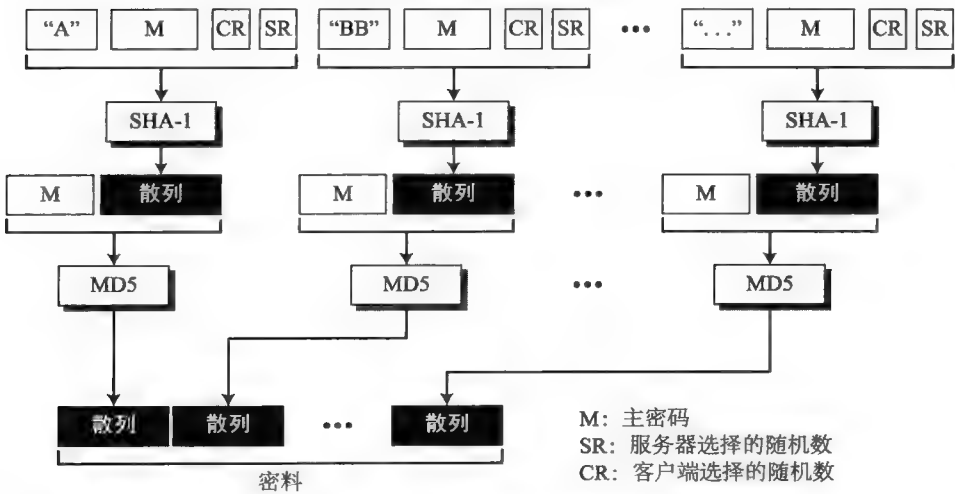 “A” M CR SR “BB” M CR SR ••• “...” M CR SR
SHA-1 SHA-1 SHA-1
M 散列 M 散列 ••• M 散列
MD5 MD5 ••• MD5
散列 散列 ••• 散列
密料
M：主密码
SR：服务器选择的随机数
CR：客户端选择的随机数